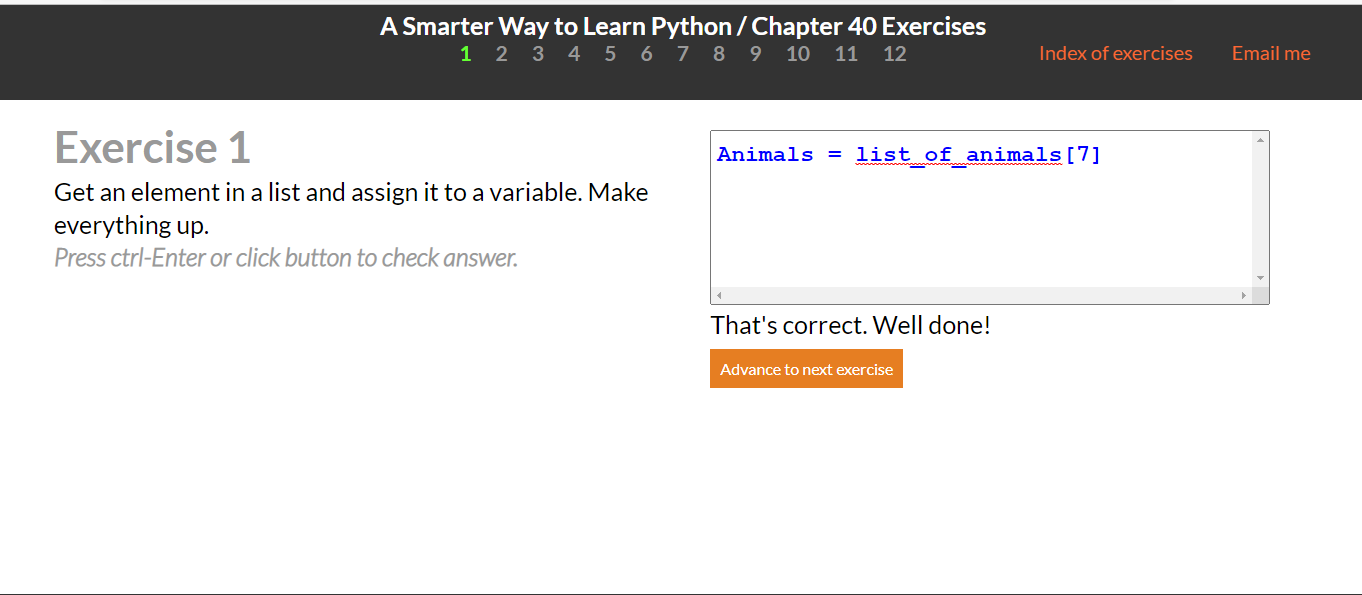 A Smarter Way to Learn Python / Chapter 40 Exercises
1 2 3 4 5 6 7 8 9 10 11 12
Index of exercises
Email me
Exercise 1
Get an element in a list and assign it to a variable. Make
everything up.
Press ctrl-Enter or click button to check answer.
Animals = list_of_animals[7]
That's correct. Well done!
Advance to next exercise